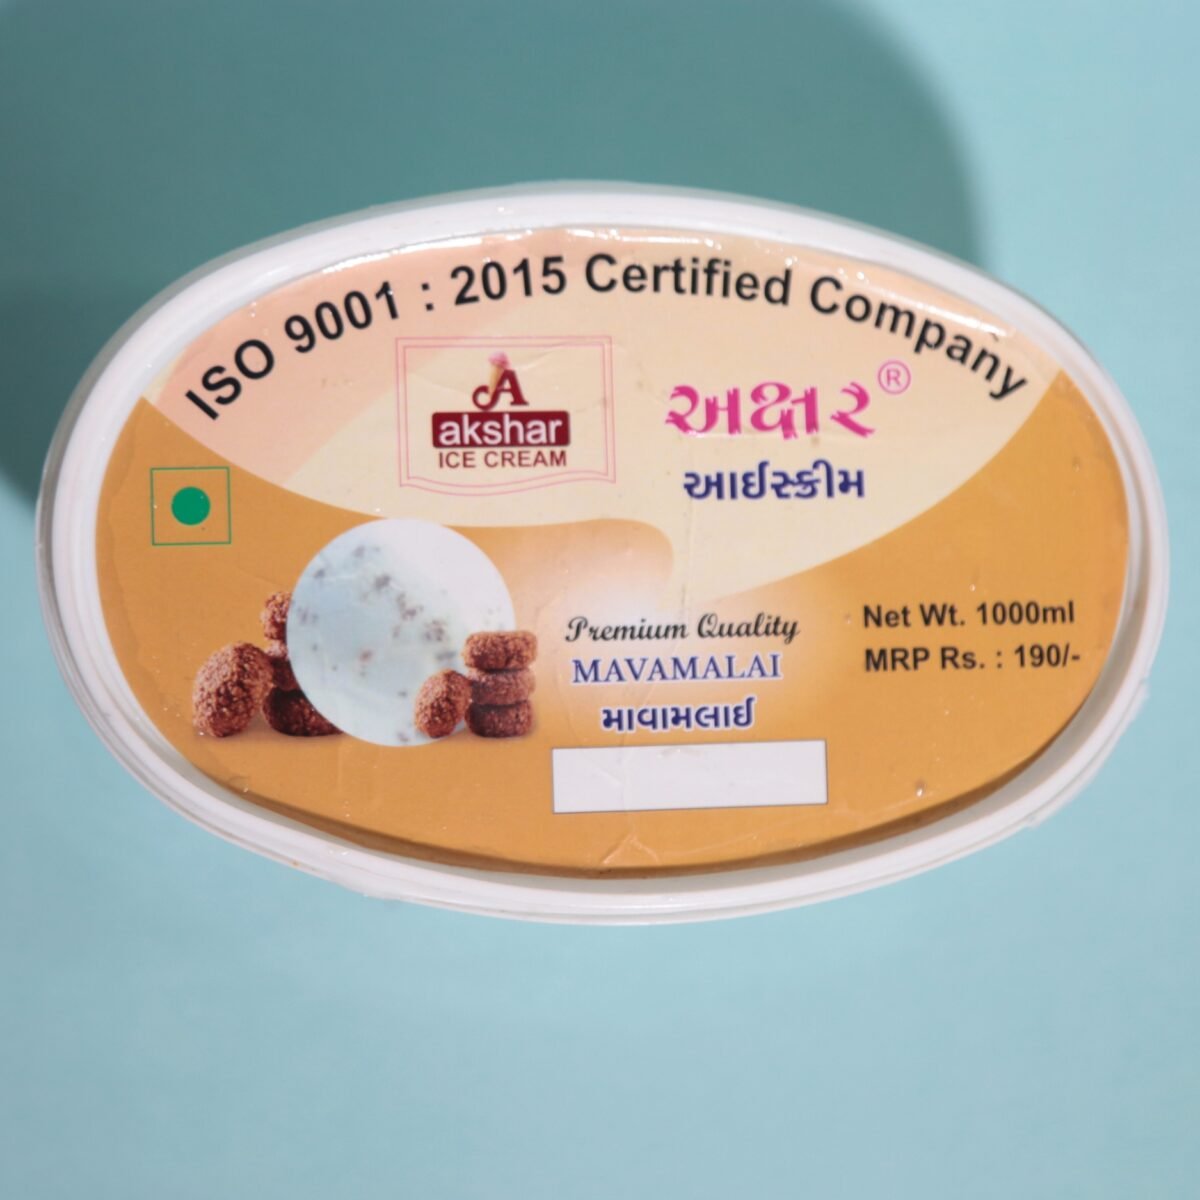 ISO 9001 : 2015 Certified Company
A
akshar
ICE CREAM
અક્ષર ®
આઈસ્ક્રીમ
Premium Quality
MAVAMALAI
માવામલાઈ
Net Wt. 1000ml
MRP Rs. : 190/-